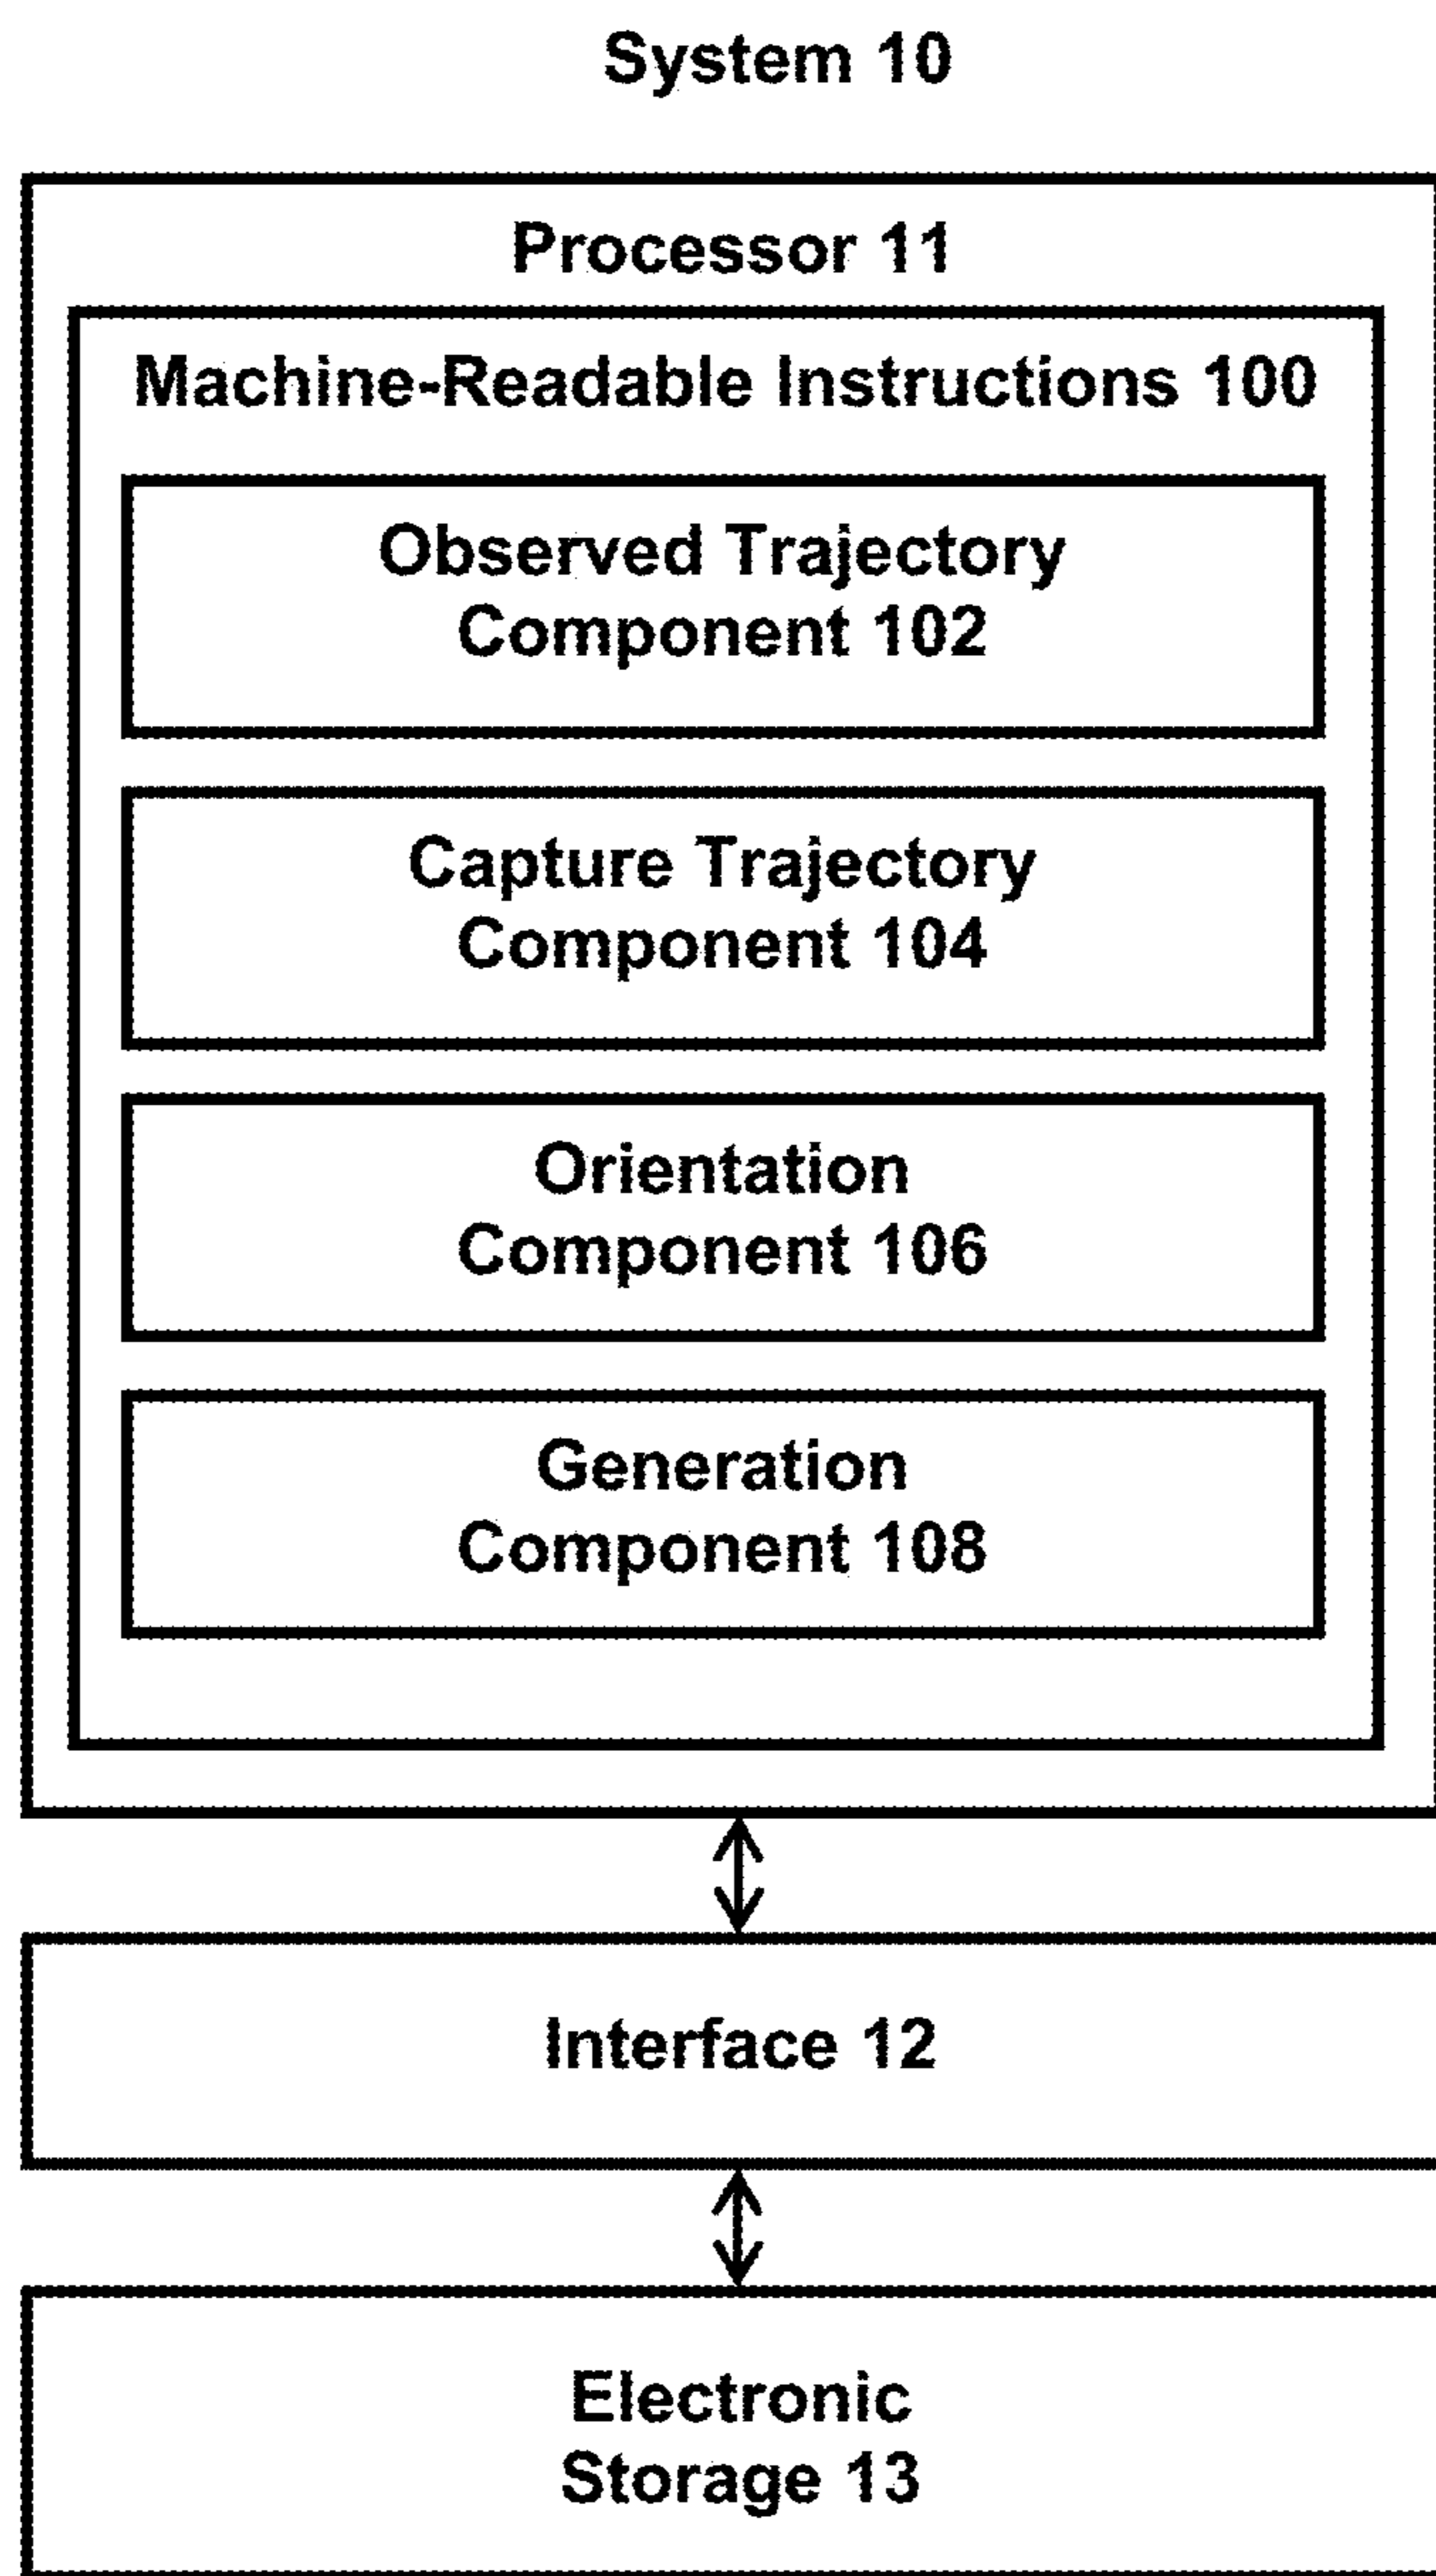 System 10
Processor 11
Machine-Readable Instructions 100
Observed Trajectory
Component 102
Capture Trajectory
Component 104
Orientation
Component 106
Generation
Component 108
Interface 12
Electronic
Storage 13